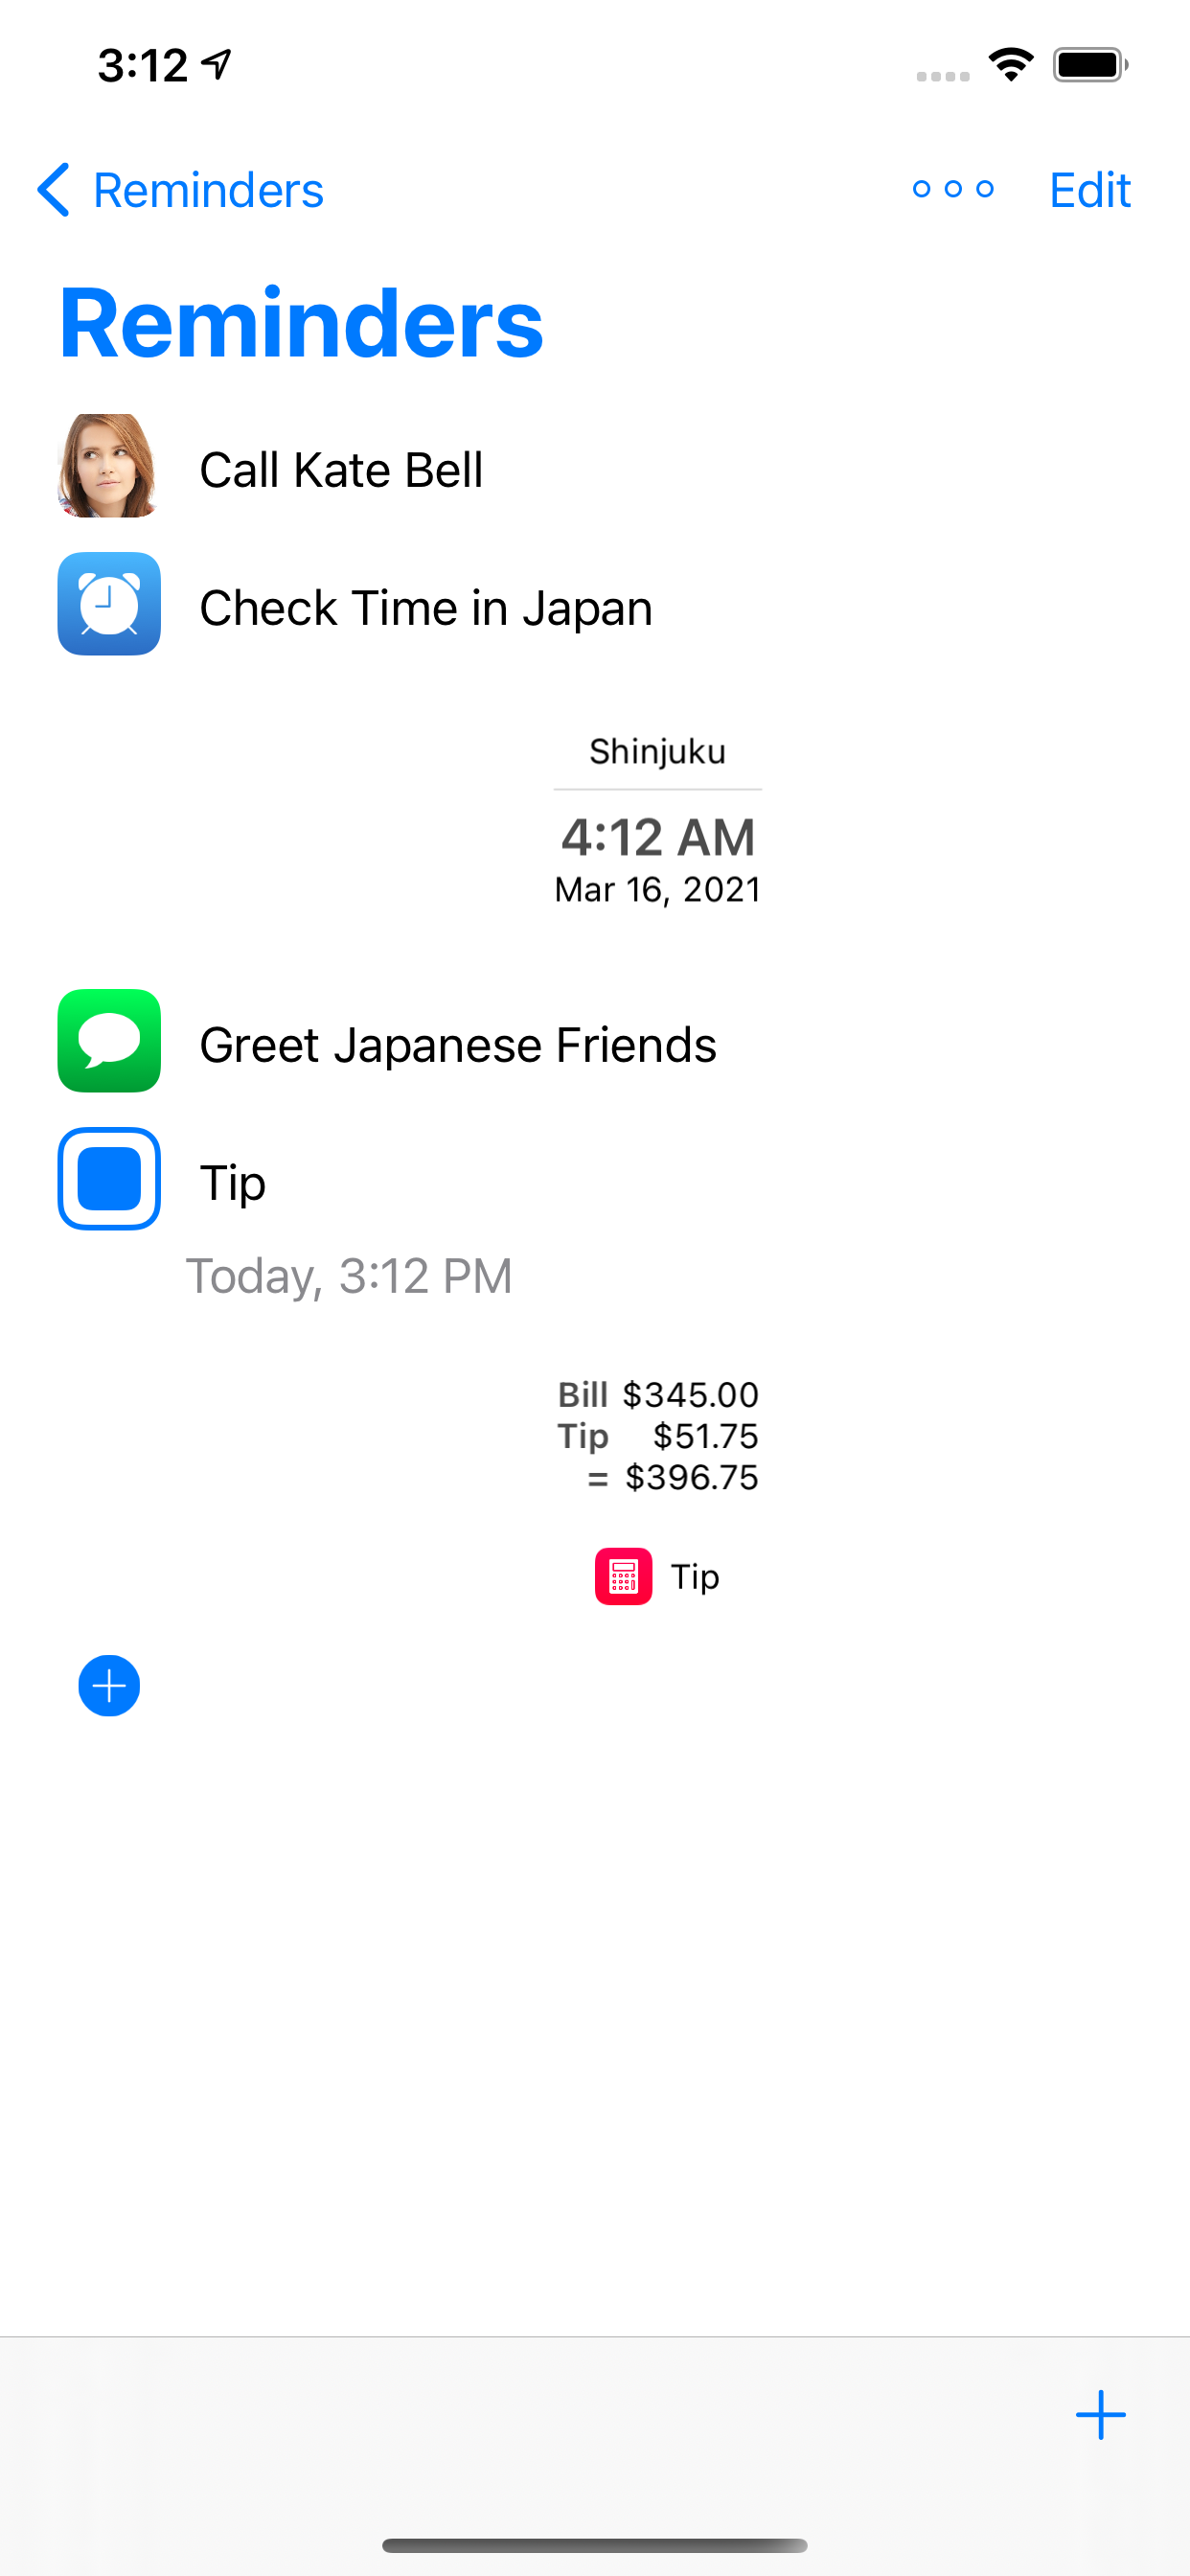 3:12
Reminders
Edit
Reminders
Call Kate Bell
Check Time in Japan
Shinjuku
4:12 AM
Mar 16, 2021
Greet Japanese Friends
Tip
Today, 3:12 PM
Bill $345.00
Tip $51.75
= $396.75
Tip